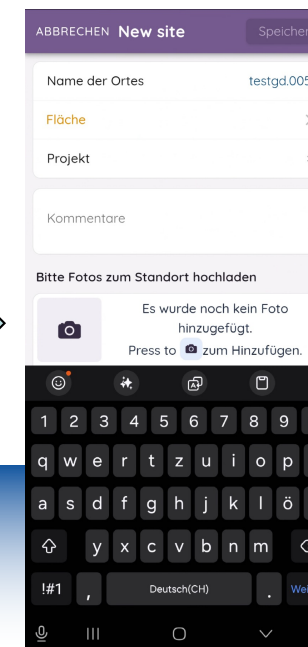 ABBRECHEN New site Speicher
Name der Ortes testgd.005
Fläche
Projekt
Kommentare
Bitte Fotos zum Standort hochladen
Es wurde noch kein Foto
hinzugefügt.
Press to zum Hinzufügen.
1 2 3 4 5 6 7 8 9
q w e r t z u i o p
a s d f g h j k l ö
y x c v b n m
!#1 , Deutsch(CH) . Wei